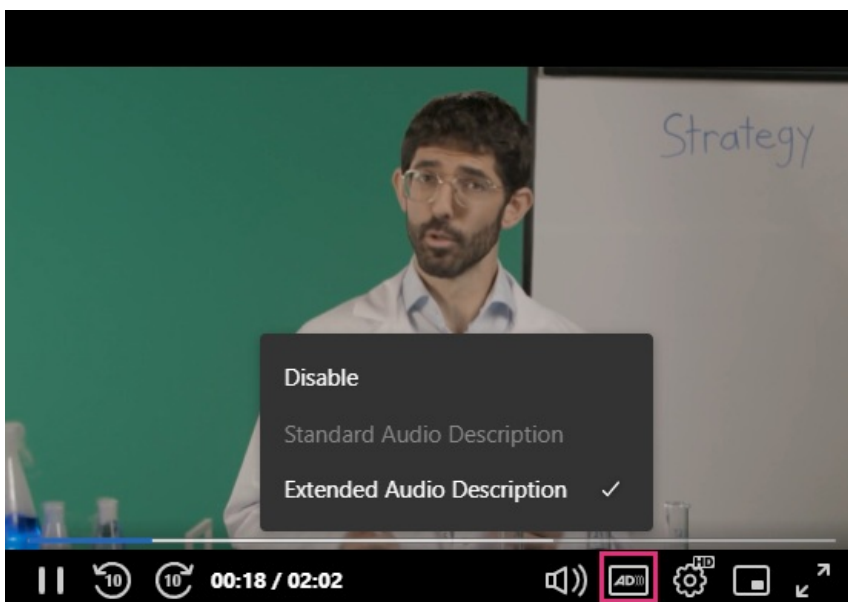 Strategy
Disable
Standard Audio Description
Extended Audio Description
10 10 00:18 / 02:02 AD HD